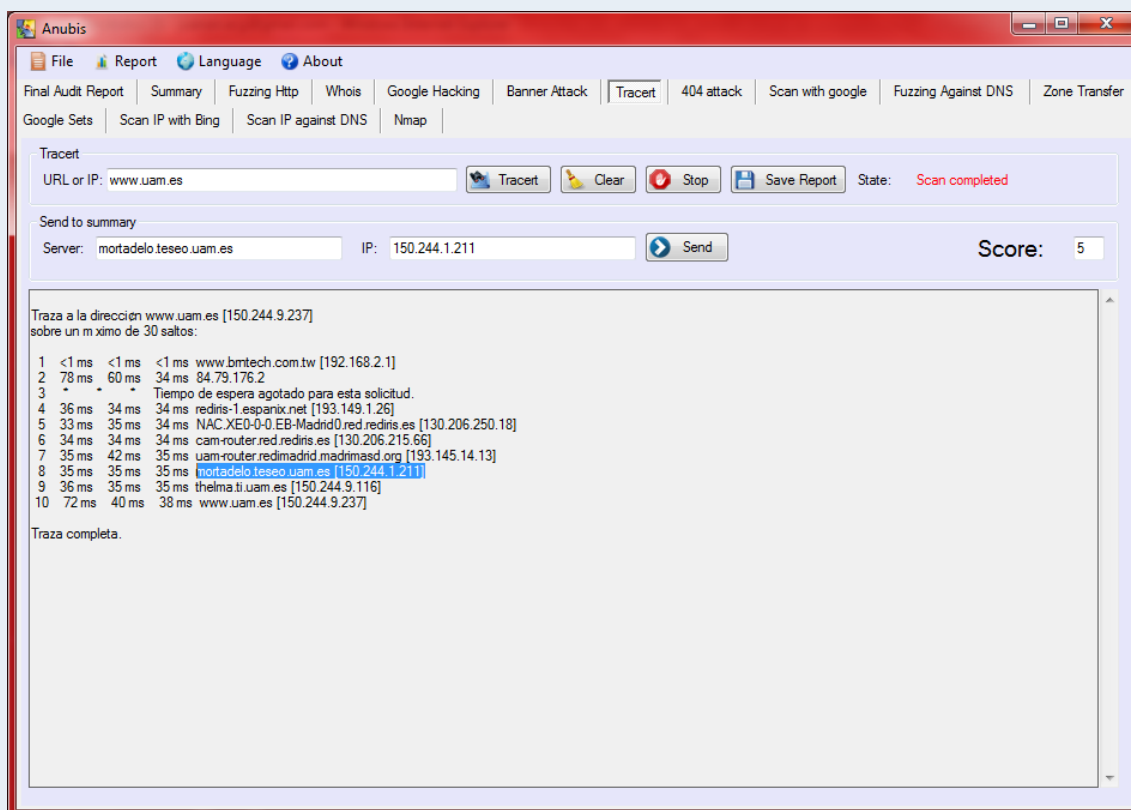 Anubis
File Report Language About
Final Audit Report Summary Fuzzing Http Whois Google Hacking Banner Attack Tracert 404 attack Scan with google Fuzzing Against DNS Zone Transfer
Google Sets Scan IP with Bing Scan IP against DNS Nmap
Tracert
URL or IP: www.uam.es Tracert Clear Stop Save Report State: Scan completed
Send to summary
Server: mortadelo.teseo.uam.es IP: 150.244.1.211 Send Score: 5
Traza a la dirección www.uam.es [150.244.9.237]
sobre un m ximo de 30 saltos:
1 <1 ms <1 ms <1 ms www.bmtech.com.tw [192.168.2.1]
2 78 ms 60 ms 34 ms 84.79.176.2
3 * * * Tiempo de espera agotado para esta solicitud.
4 36 ms 34 ms 34 ms rediris-1.espanix.net [193.149.1.26]
5 33 ms 35 ms 34 ms NAC.XE0-0-0.EB-Madrid0.red.rediris.es [130.206.250.18]
6 34 ms 34 ms 34 ms cam-router.red.rediris.es [130.206.215.66]
7 35 ms 42 ms 35 ms uam-router.redimadrid.madrimasd.org [193.145.14.13]
8 35 ms 35 ms 35 ms mortadelo.teseo.uam.es [150.244.1.211]
9 36 ms 35 ms 35 ms thelma.ti.uam.es [150.244.9.116]
10 72 ms 40 ms 38 ms www.uam.es [150.244.9.237]
Traza completa.